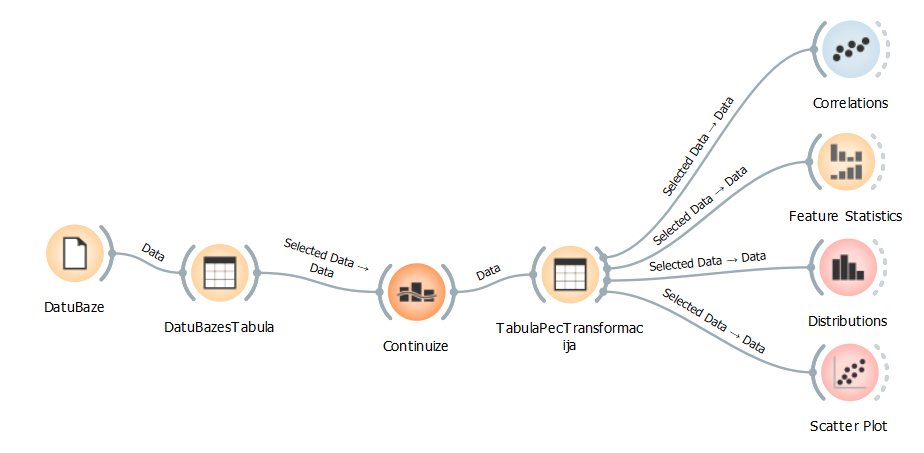 Correlations
Selected Data → Data
Feature Statistics
Selected Data → Data
Data
Selected Data →
Data
Data
Selected Data → Data
Distributions
DatuBaze
DatuBazesTabula
Continuize
TabulaPecTransformac
ija
Selected Data → Data
Scatter Plot